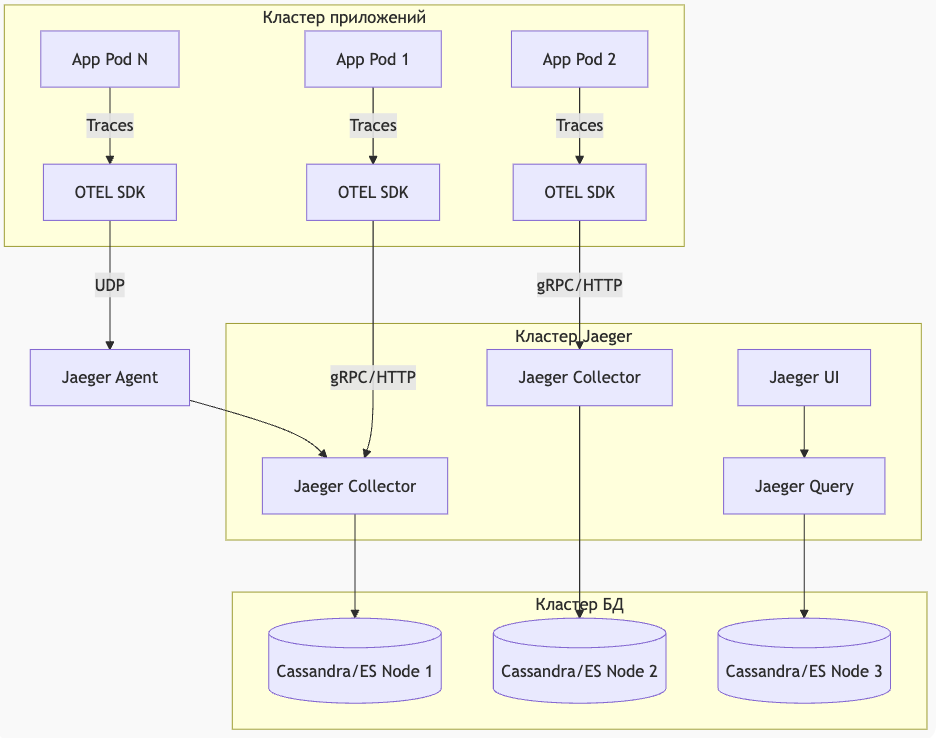 Кластер приложений
App Pod N
App Pod 1
App Pod 2
Traces
Traces
Traces
OTEL SDK
OTEL SDK
OTEL SDK
UDP
gRPC/HTTP
Кластер Jaeger
Jaeger Agent
gRPC/HTTP
Jaeger Collector
Jaeger UI
Jaeger Collector
Jaeger Query
Кластер БД
Cassandra/ES Node 1
Cassandra/ES Node 2
Cassandra/ES Node 3